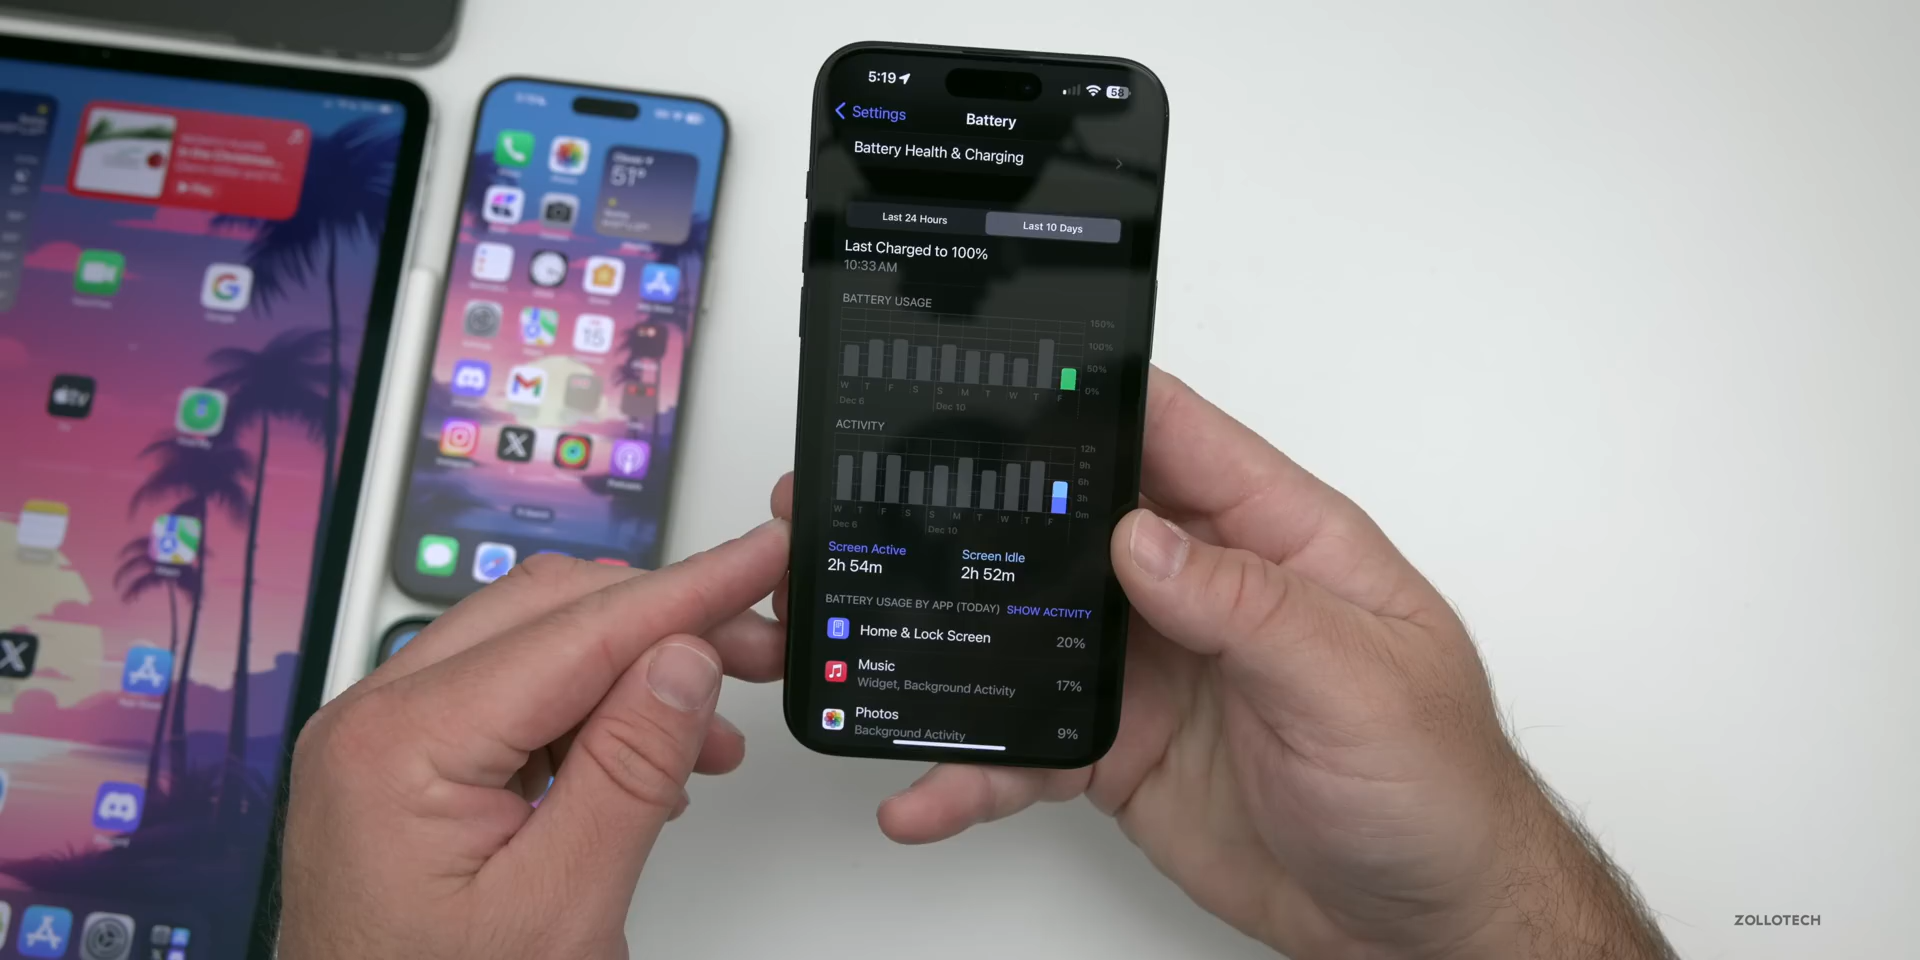 5:19
58
Settings
Battery
Battery Health & Charging
Last 24 Hours
Last 10 Days
Last Charged to 100%
10:33 AM
BATTERY USAGE
150%
100%
50%
0%
W T F S S M T W T F
Dec 6
Dec 10
ACTIVITY
12h
9h
6h
3h
0m
W T F S S M T W T F
Dec 6
Dec 10
Screen Active
2h 54m
Screen Idle
2h 52m
BATTERY USAGE BY APP (TODAY)
SHOW ACTIVITY
Home & Lock Screen
20%
Music
Widget, Background Activity
17%
Photos
Background Activity
9%
51°
15
ZOLLOTECH